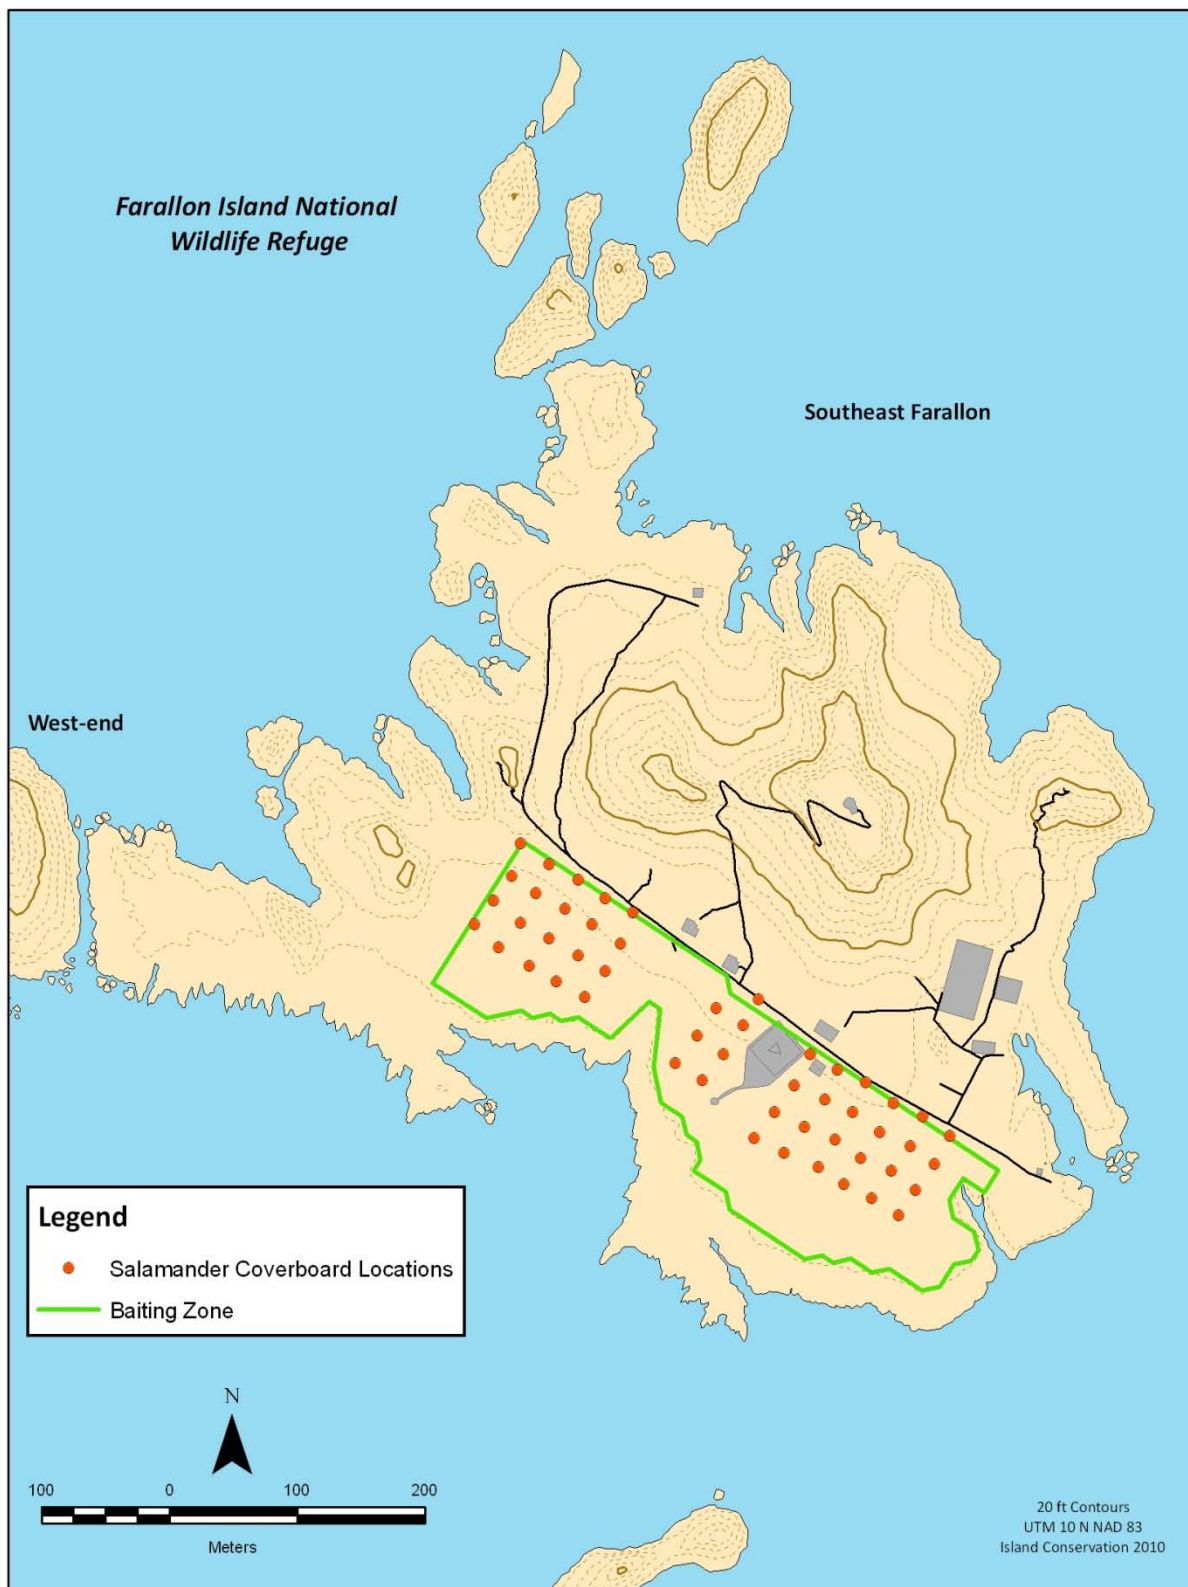 Farallon Island National
Wildlife Refuge
Southeast Farallon
West-end
Legend
Salamander Coverboard Locations
Baiting Zone
N
100 0 100 200
Meters
20 ft Contours
UTM 10 N NAD 83
Island Conservation 2010